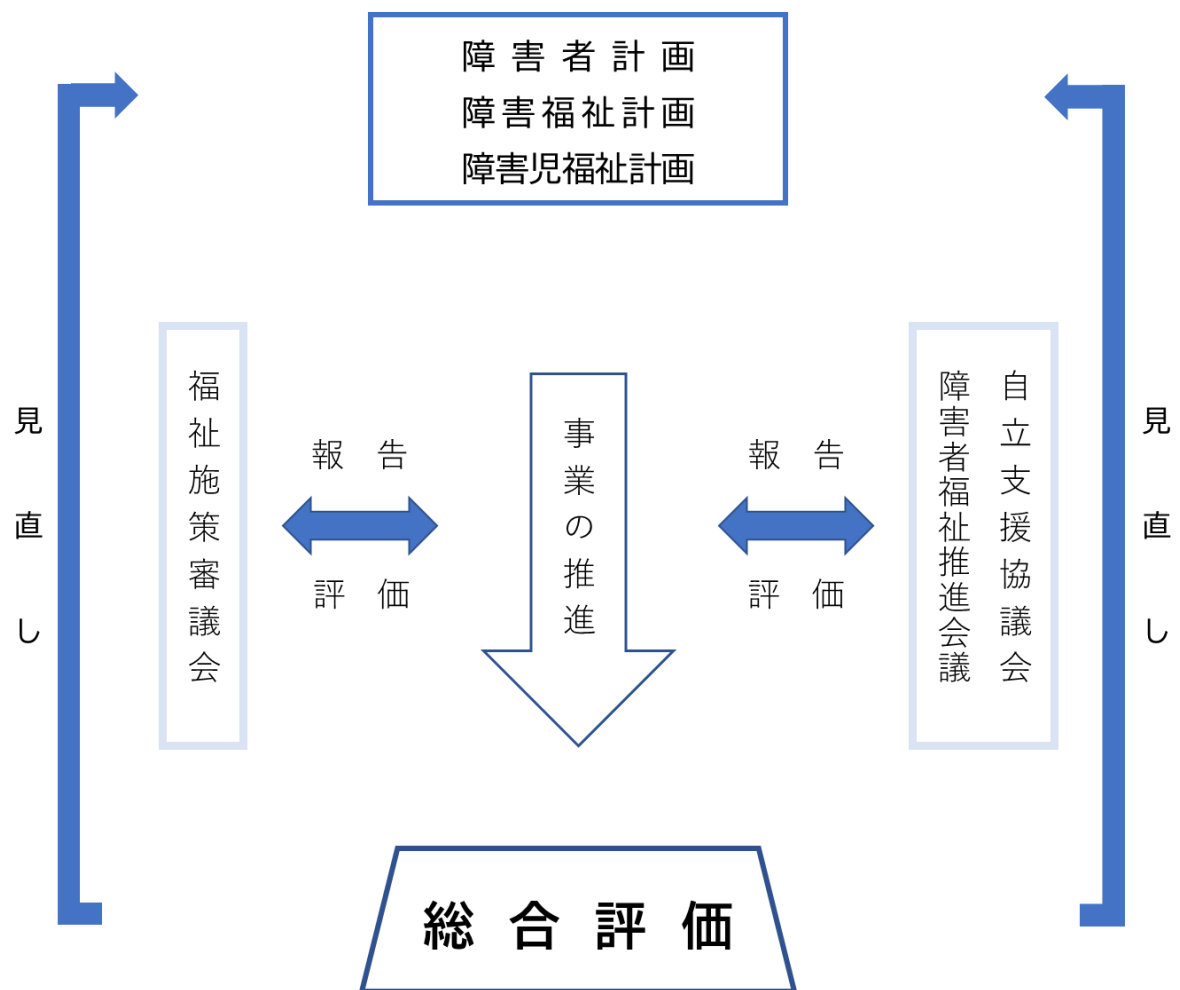 障害者計画
障害福祉計画
障害児福祉計画
見直し
福祉施策審議会
報告
評価
事業の推進
報告
評価
自立支援協議会
障害者福祉推進会議
見直し
総合評価